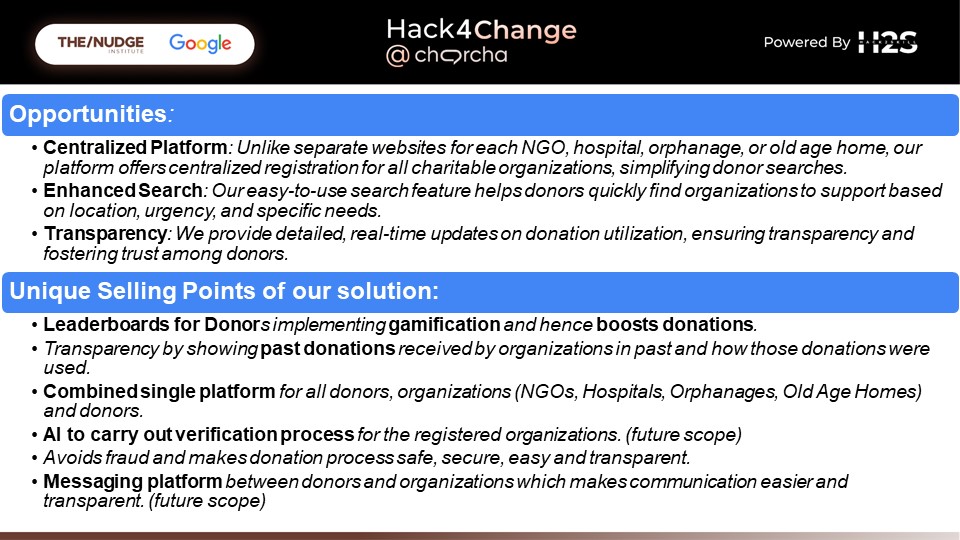 THE/NUDGE
INSTITUTE
Google
Hack4Change
@ chorcha
Powered By H2S
Opportunities:
• Centralized Platform: Unlike separate websites for each NGO, hospital, orphanage, or old age home, our
platform offers centralized registration for all charitable organizations, simplifying donor searches.
• Enhanced Search: Our easy-to-use search feature helps donors quickly find organizations to support based
on location, urgency, and specific needs.
• Transparency: We provide detailed, real-time updates on donation utilization, ensuring transparency and
fostering trust among donors.
Unique Selling Points of our solution:
• Leaderboards for Donors implementing gamification and hence boosts donations.
• Transparency by showing past donations received by organizations in past and how those donations were
used.
• Combined single platform for all donors, organizations (NGOs, Hospitals, Orphanages, Old Age Homes)
and donors.
• AI to carry out verification process for the registered organizations. (future scope)
• Avoids fraud and makes donation process safe, secure, easy and transparent.
• Messaging platform between donors and organizations which makes communication easier and
transparent. (future scope)